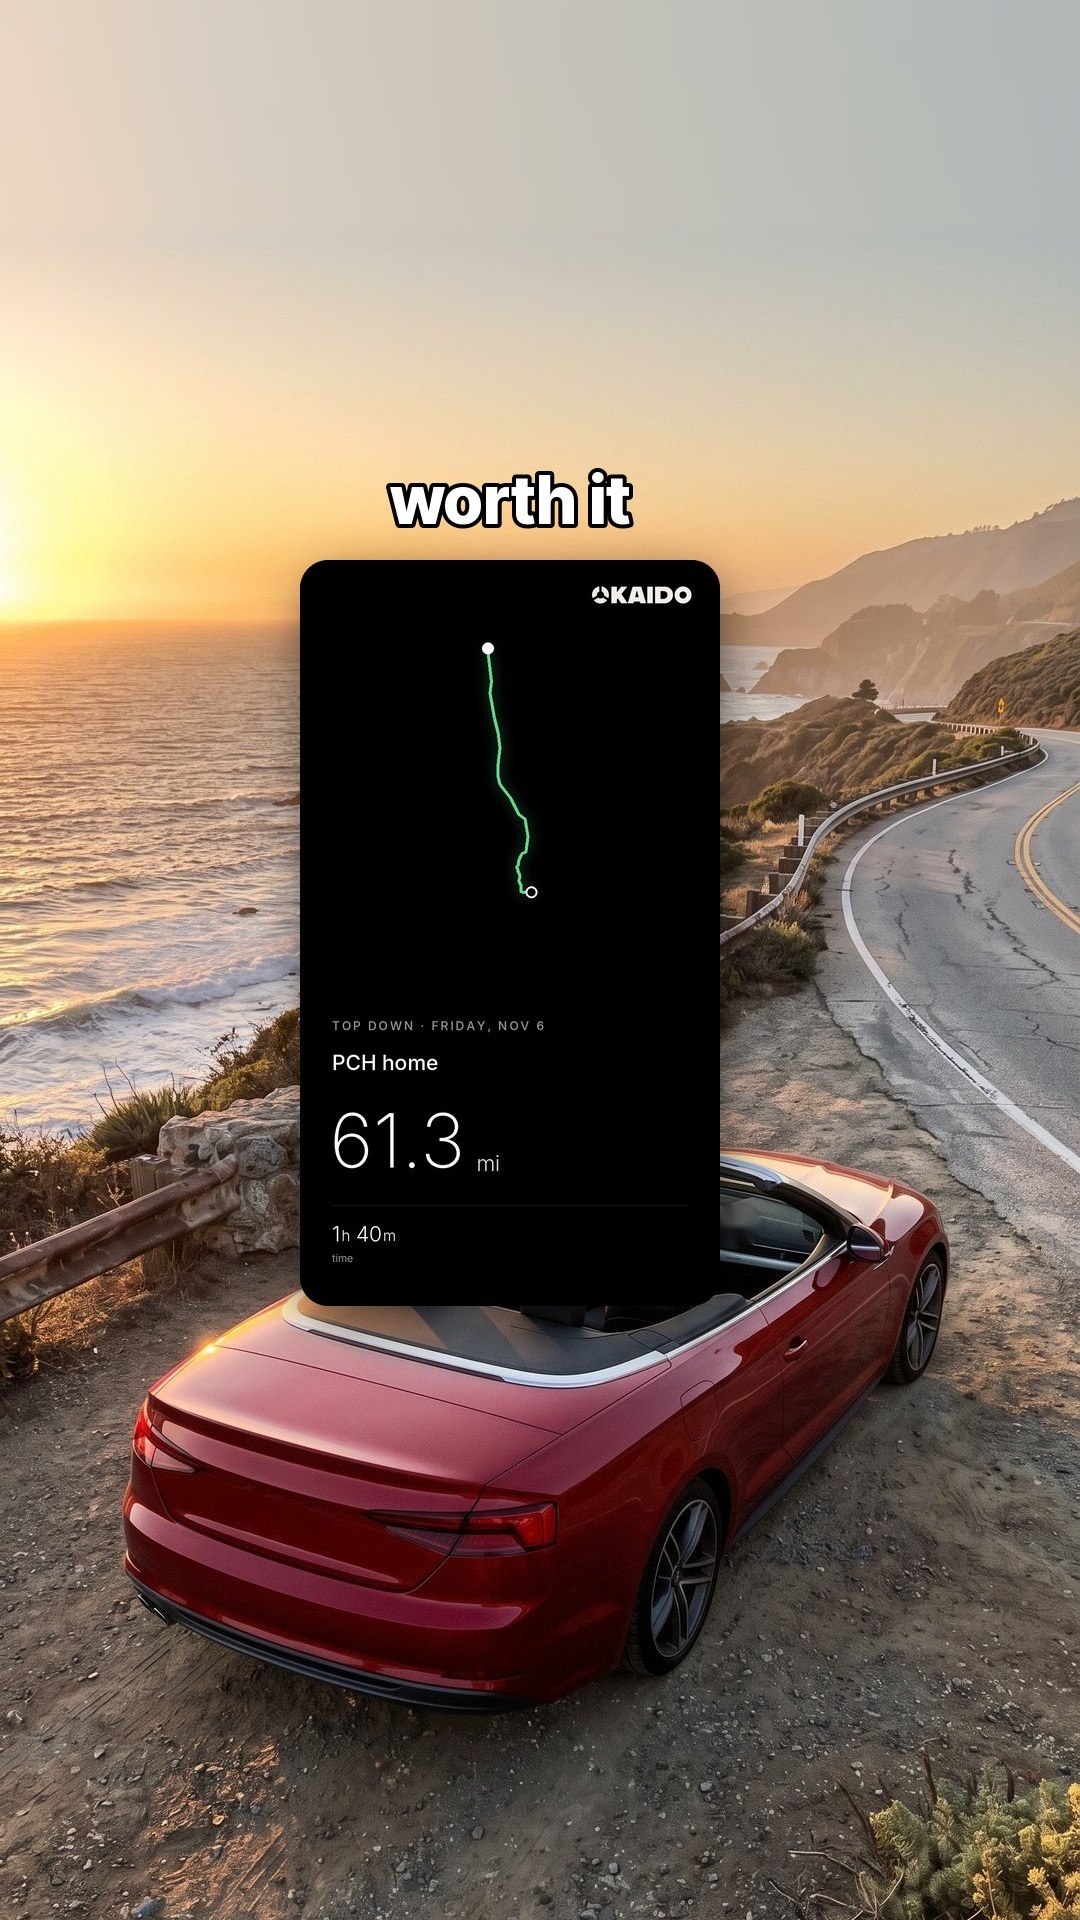 worth it
KAIDO
TOP DOWN · FRIDAY, NOV 6
PCH home
61.3 mi
1h 40m
time